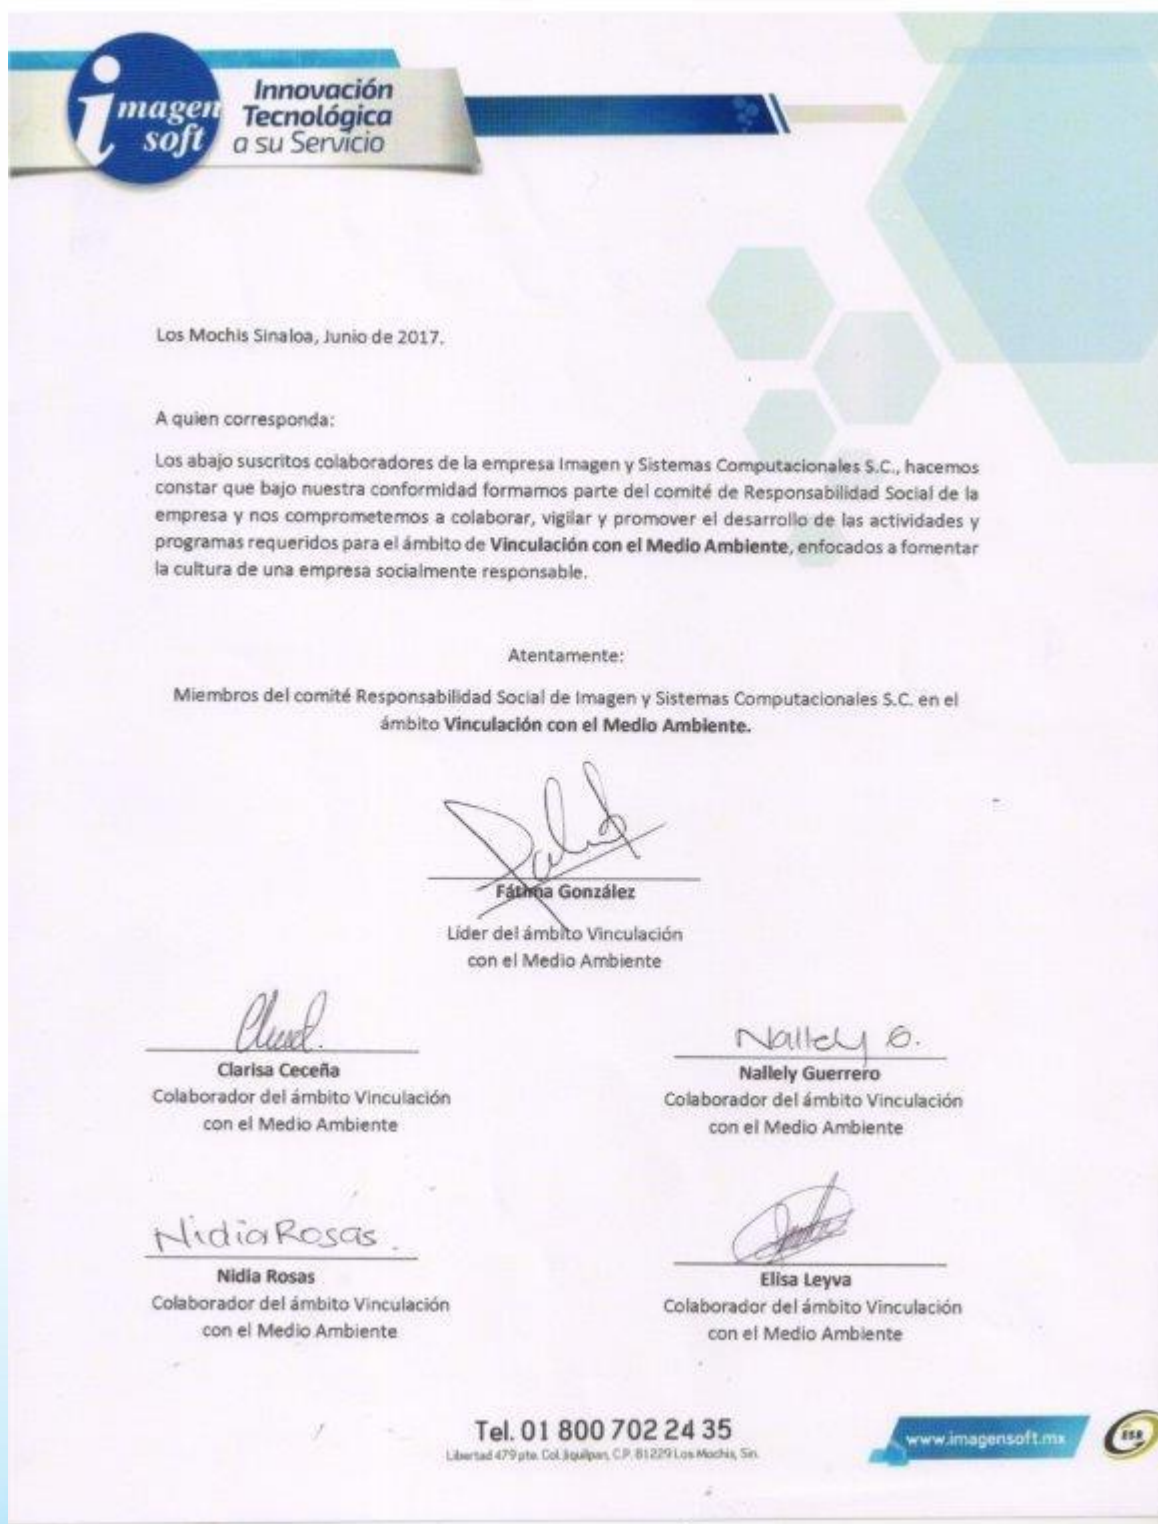 imagen
soft
Innovación
Tecnológica
a su Servicio
Los Mochis Sinaloa, Junio de 2017.
A quien corresponda:
Los abajo suscritos colaboradores de la empresa Imagen y Sistemas Computacionales S.C., hacemos
constar que bajo nuestra conformidad formamos parte del comité de Responsabilidad Social de la
empresa y nos comprometemos a colaborar, vigilar y promover el desarrollo de las actividades y
programas requeridos para el ámbito de Vinculación con el Medio Ambiente, enfocados a fomentar
la cultura de una empresa socialmente responsable.
Atentamente:
Miembros del comité Responsabilidad Social de Imagen y Sistemas Computacionales S.C. en el
ámbito Vinculación con el Medio Ambiente.
Fátima González
Líder del ámbito Vinculación
con el Medio Ambiente
Clarisa Ceceña
Colaborador del ámbito Vinculación
con el Medio Ambiente
Nallely G.
Nallely Guerrero
Colaborador del ámbito Vinculación
con el Medio Ambiente
Nidia Rosas
Nidia Rosas
Colaborador del ámbito Vinculación
con el Medio Ambiente
Elisa Leyva
Colaborador del ámbito Vinculación
con el Medio Ambiente
Tel. 01 800 702 24 35
Libertad 479 pte. Col. Jiquilpan, C.P. 81229 Los Mochis, Sin.
www.imagensoft.mx
ESR